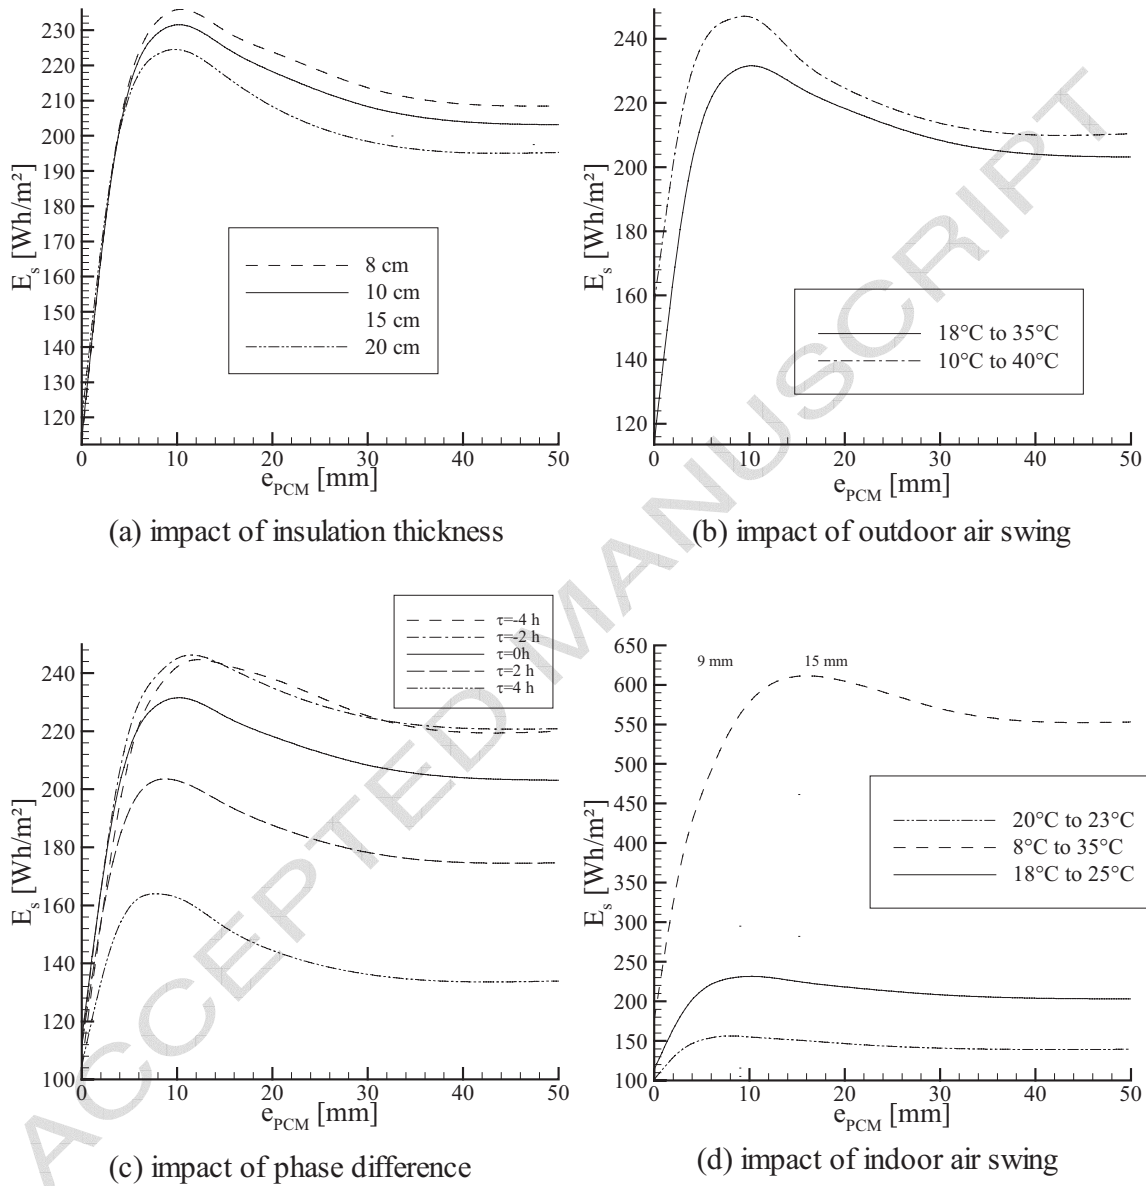 230
220
210
200
190
180
170
160
150
140
130
120
E_s [Wh/m²]
8 cm
10 cm
15 cm
20 cm
0 10 20 30 40 50
e_PCM [mm]
(a) impact of insulation thickness
240
220
200
180
160
140
120
E_s [Wh/m²]
18°C to 35°C
10°C to 40°C
0 10 20 30 40 50
e_PCM [mm]
(b) impact of outdoor air swing
τ=-4 h
τ=-2 h
τ=0h
τ=2 h
τ=4 h
240
220
200
180
160
140
120
100
E_s [Wh/m²]
0 10 20 30 40 50
e_PCM [mm]
(c) impact of phase difference
650
600
550
500
450
400
350
300
250
200
150
100
E_s [Wh/m²]
9 mm 15 mm
20°C to 23°C
8°C to 35°C
18°C to 25°C
0 10 20 30 40 50
e_PCM [mm]
(d) impact of indoor air swing
ACCEPTED MANUSCRIPT